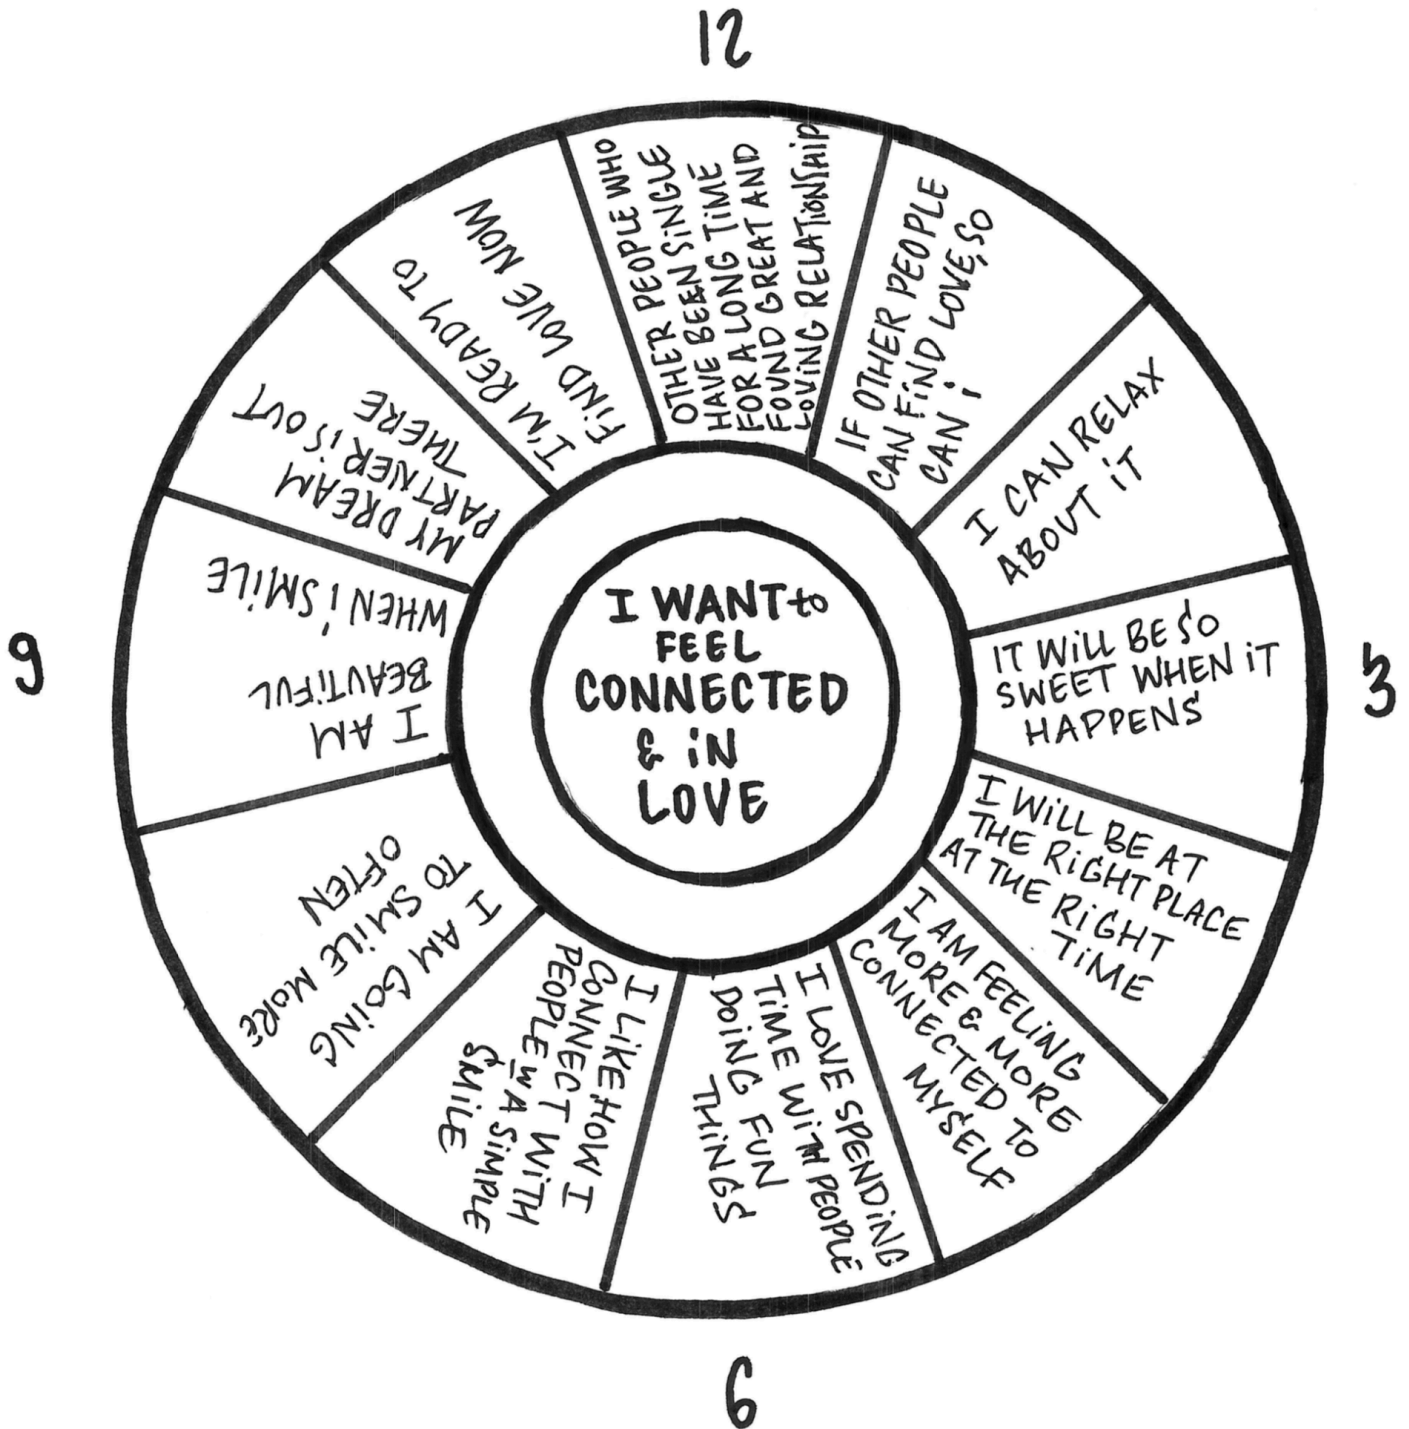 12
OTHER PEOPLE WHO
HAVE BEEN SINGLE
FOR A LONG TIME
FOUND GREAT AND
LOVING RELATIONSHIP
IF OTHER PEOPLE
CAN FIND LOVE, SO
CAN i
I CAN RELAX
ABOUT IT
3
IT WILL BE SO
SWEET WHEN IT
HAPPENS
I WILL BE AT
THE RIGHT PLACE
AT THE RIGHT
TIME
I AM FEELING
MORE & MORE
CONNECTED TO
MYSELF
6
I LOVE SPENDING
TIME WITH PEOPLE
DOING FUN
THINGS
I LIKE HOW I
CONNECT WITH
PEOPLE w A SIMPLE
SMILE
I AM GOING
TO SMILE MORE
OFTEN
9
I AM
BEAUTIFUL
WHEN i SMILE
MY DREAM
PARTNER IS OUT
THERE
I'M READY TO
FIND LOVE NOW
I WANT to
FEEL
CONNECTED
& IN
LOVE